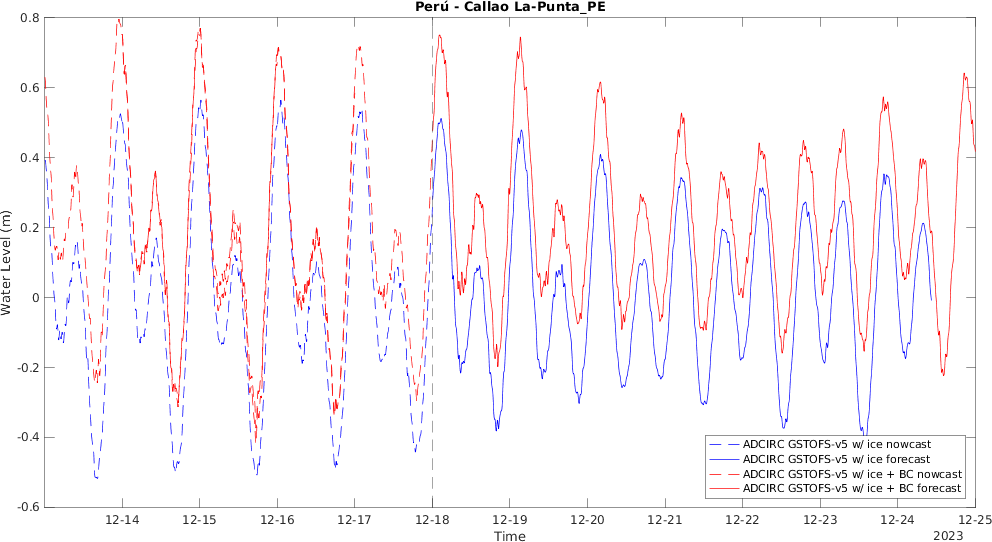 Perú - Callao La-Punta_PE
Water Level (m)
0.8
0.6
0.4
0.2
0
-0.2
-0.4
-0.6
ADCIRC GSTOFS-v5 w/ ice nowcast
ADCIRC GSTOFS-v5 w/ ice forecast
ADCIRC GSTOFS-v5 w/ ice + BC nowcast
ADCIRC GSTOFS-v5 w/ ice + BC forecast
12-14 12-15 12-16 12-17 12-18 12-19 12-20 12-21 12-22 12-23 12-24 12-25
Time
2023